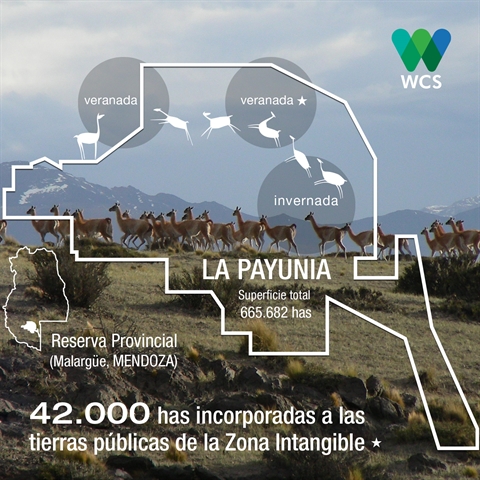 WCS
veranada
veranada ★
invernada
LA PAYUNIA
Superficie total
665.682 has
Reserva Provincial
(Malargüe, MENDOZA)
42.000 has incorporadas a las
tierras públicas de la Zona Intangible ★